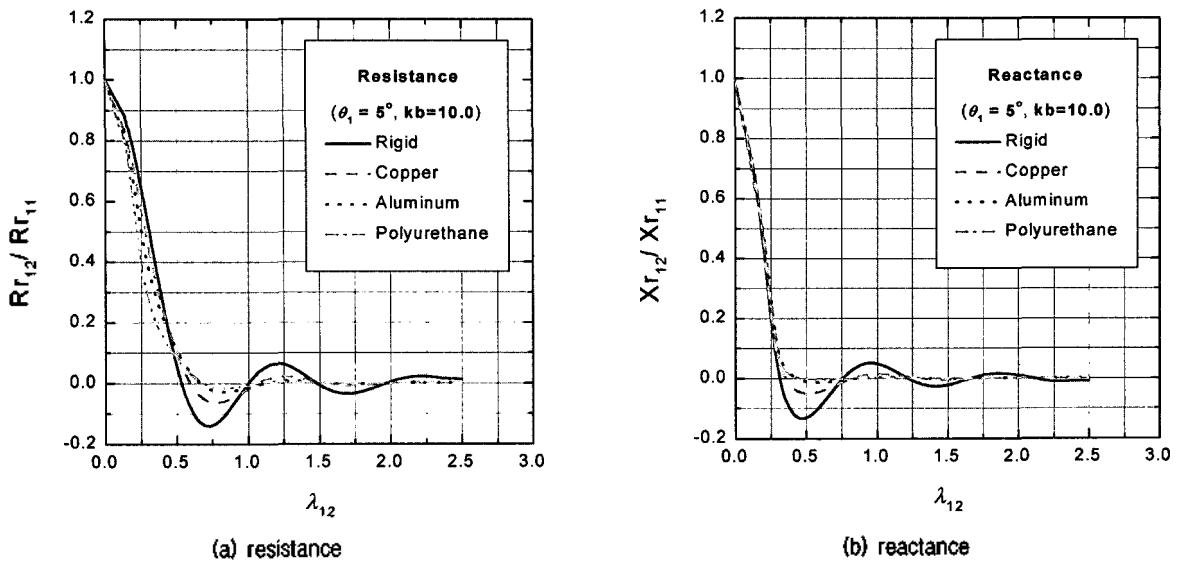 1.2
1.0
0.8
0.6
0.4
0.2
0.0
-0.2
Rr12/ Rr11
Resistance
(θ1 = 5°, kb=10.0)
Rigid
Copper
Aluminum
Polyurethane
0.0 0.5 1.0 1.5 2.0 2.5 3.0
λ12
(a) resistance
1.2
1.0
0.8
0.6
0.4
0.2
0.0
-0.2
Xr12/ Xr11
Reactance
(θ1 = 5°, kb=10.0)
Rigid
Copper
Aluminum
Polyurethane
0.0 0.5 1.0 1.5 2.0 2.5 3.0
λ12
(b) reactance